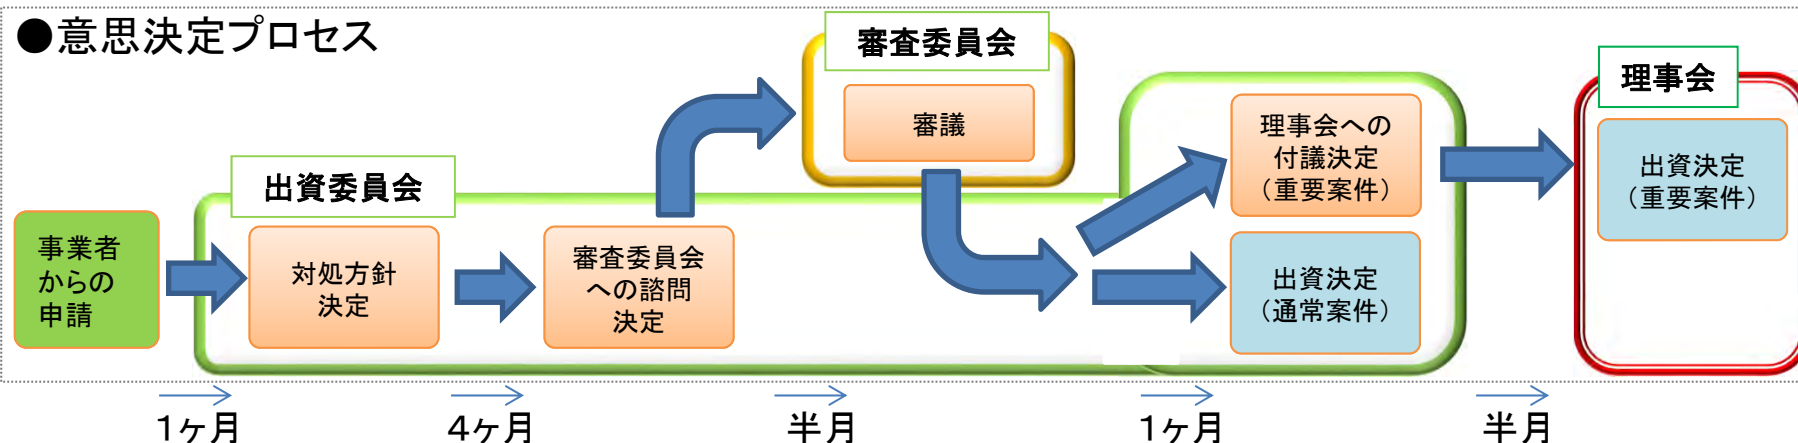 ●意思決定プロセス
審査委員会
審議
理事会
出資委員会
事業者
からの
申請
対処方針
決定
審査委員会
への諮問
決定
理事会への
付議決定
（重要案件）
出資決定
（通常案件）
出資決定
（重要案件）
1ヶ月
4ヶ月
半月
1ヶ月
半月